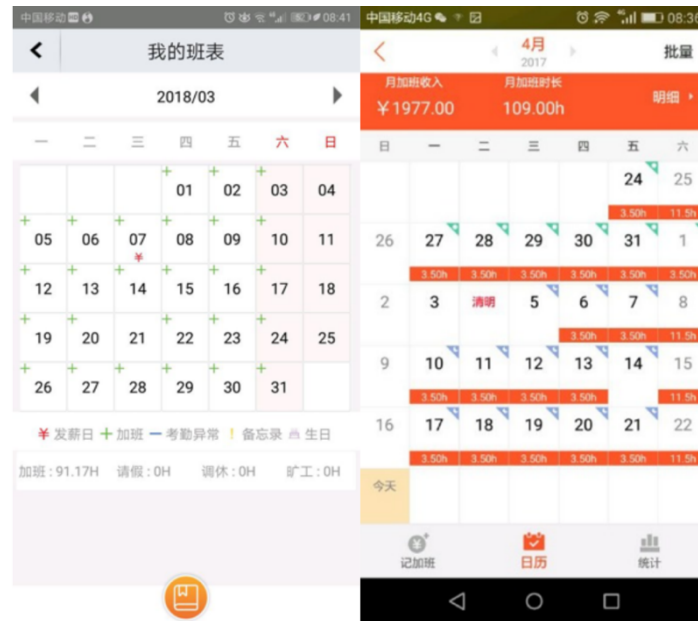 中国移动 08:41
我的班表
2018/03
一 二 三 四 五 六 日
01 02 03 04
05 06 07 08 09 10 11
¥
12 13 14 15 16 17 18
19 20 21 22 23 24 25
26 27 28 29 30 31
¥ 发薪日 加班 考勤异常 ! 备忘录 生日
加班:91.17H 请假:0H 调休:0H 旷工:0H
中国移动4G 08:36
4月
2017
批量
月加班收入 月加班时长
¥1977.00 109.00h 明细
日 一 二 三 四 五 六
24 25
3.50h 11.5h
26 27 28 29 30 31 1
3.50h 3.50h 3.50h 3.50h 3.50h 3.50h
2 3 清明 5 6 7 8
3.50h 3.50h 11.5h
9 10 11 12 13 14 15
3.50h 3.50h 3.50h 3.50h 11.5h
16 17 18 19 20 21 22
3.50h 3.50h 3.50h 3.50h 3.50h 11.5h
今天
记加班 日历 统计